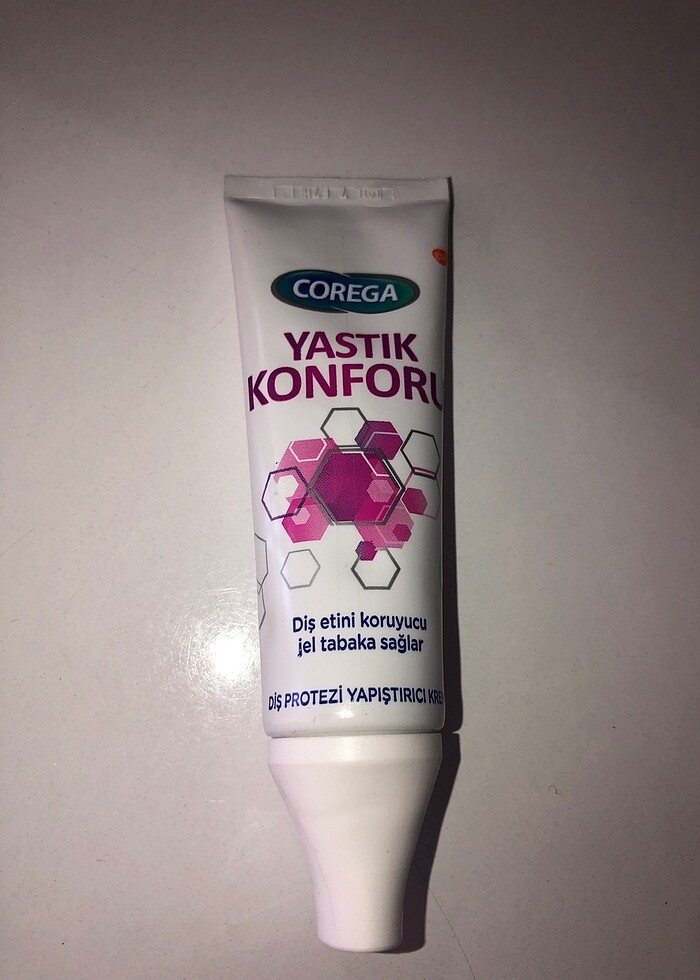 COREGA
YASTIK
KONFORU
Diş etini koruyucu
jel tabaka sağlar
DİŞ PROTEZİ YAPIŞTIRICI